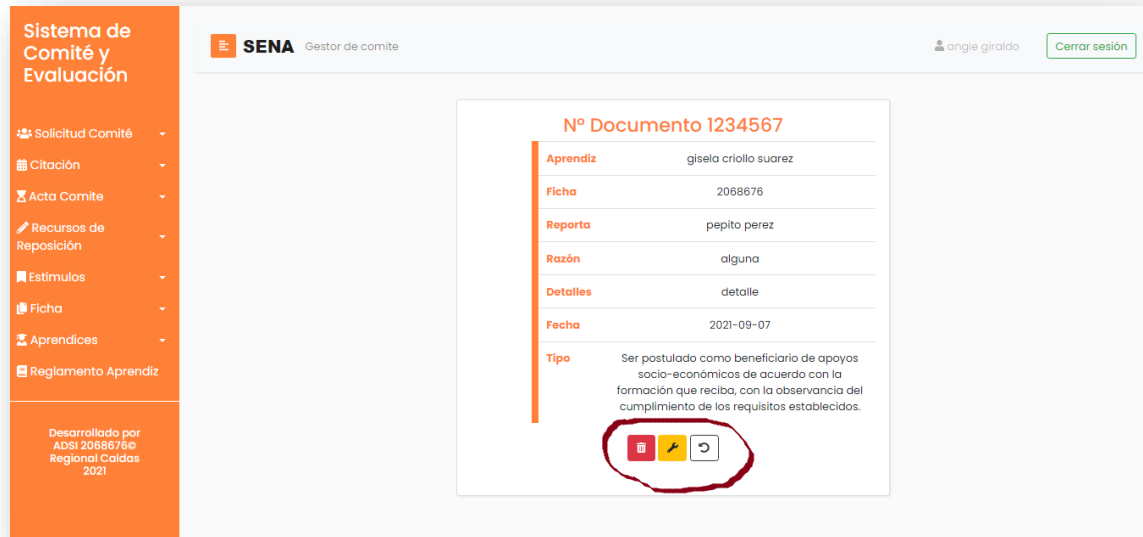 Sistema de
Comité y
Evaluación
Solicitud Comité
Citación
Acta Comite
Recursos de
Reposición
Estimulos
Ficha
Aprendices
Reglamento Aprendiz
Desarrollado por
ADSI 2068676©
Regional Caldas
2021
SENA Gestor de comite
angie giraldo
Cerrar sesión
N° Documento 1234567
Aprendiz gisela criollo suarez
Ficha 2068676
Reporta pepito perez
Razón alguna
Detalles detalle
Fecha 2021-09-07
Tipo Ser postulado como beneficiario de apoyos
socio-económicos de acuerdo con la
formación que reciba, con la observancia del
cumplimiento de los requisitos establecidos.